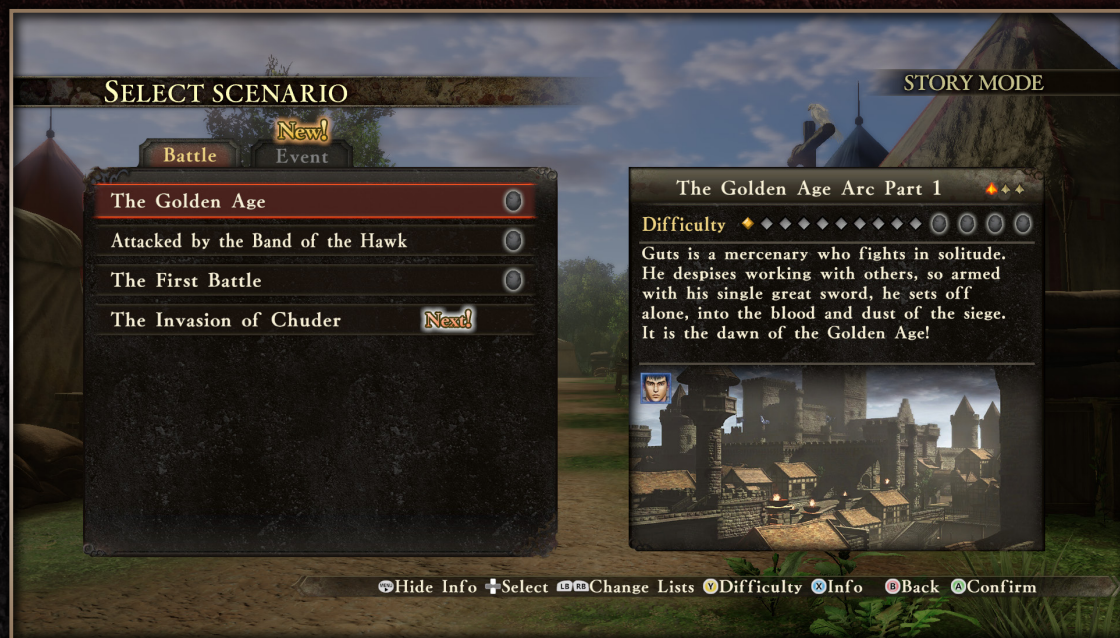 SELECT SCENARIO
STORY MODE
New!
Battle
Event
The Golden Age
Attacked by the Band of the Hawk
The First Battle
The Invasion of Chuder
Next!
The Golden Age Arc Part 1
Difficulty
Guts is a mercenary who fights in solitude.
He despises working with others, so armed
with his single great sword, he sets off
alone, into the blood and dust of the siege.
It is the dawn of the Golden Age!
MENU Hide Info Select LB RB Change Lists Y Difficulty X Info B Back A Confirm